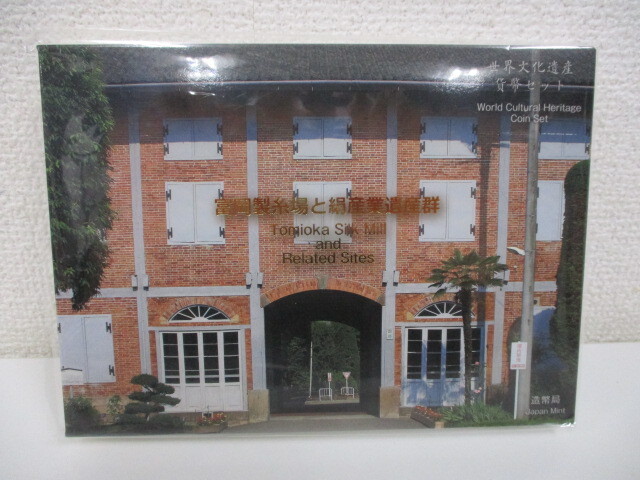 世界文化遺産
貨幣セット
World Cultural Heritage
Coin Set
富岡製糸場と絹産業遺産群
Tomioka Silk Mill
and
Related Sites
造幣局
Japan Mint